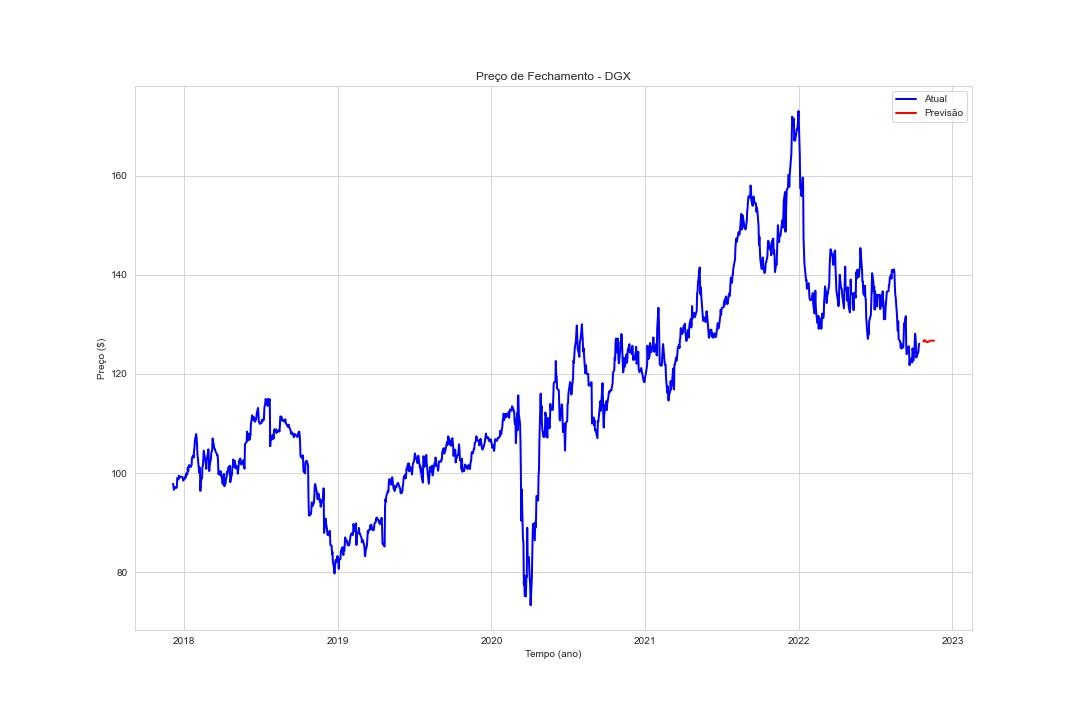 Preço de Fechamento - DGX
Atual
Previsão
160
140
120
100
80
Preço ($)
2018
2019
2020
2021
2022
2023
Tempo (ano)